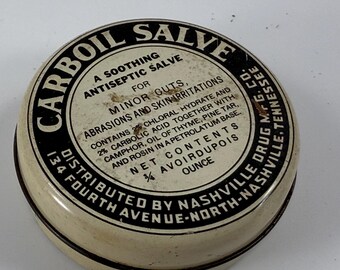 CARBOIL SALVE
A SOOTHING
ANTISEPTIC SALVE
FOR
MINOR CUTS,
ABRASIONS AND SKIN IRRITATIONS
CONTAINS 2% CHLORAL HYDRATE AND
2% CARBOLIC ACID TOGETHER WITH
CAMPHOR, OIL OF THYME, PINE TAR,
AND ROSIN IN A PETROLATUM BASE.
NET CONTENTS
¾ AVOIRDUPOIS
OUNCE
DISTRIBUTED BY NASHVILLE DRUG M'F'G. CO.
134 FOURTH AVENUE-NORTH-NASHVILLE-TENNESSEE